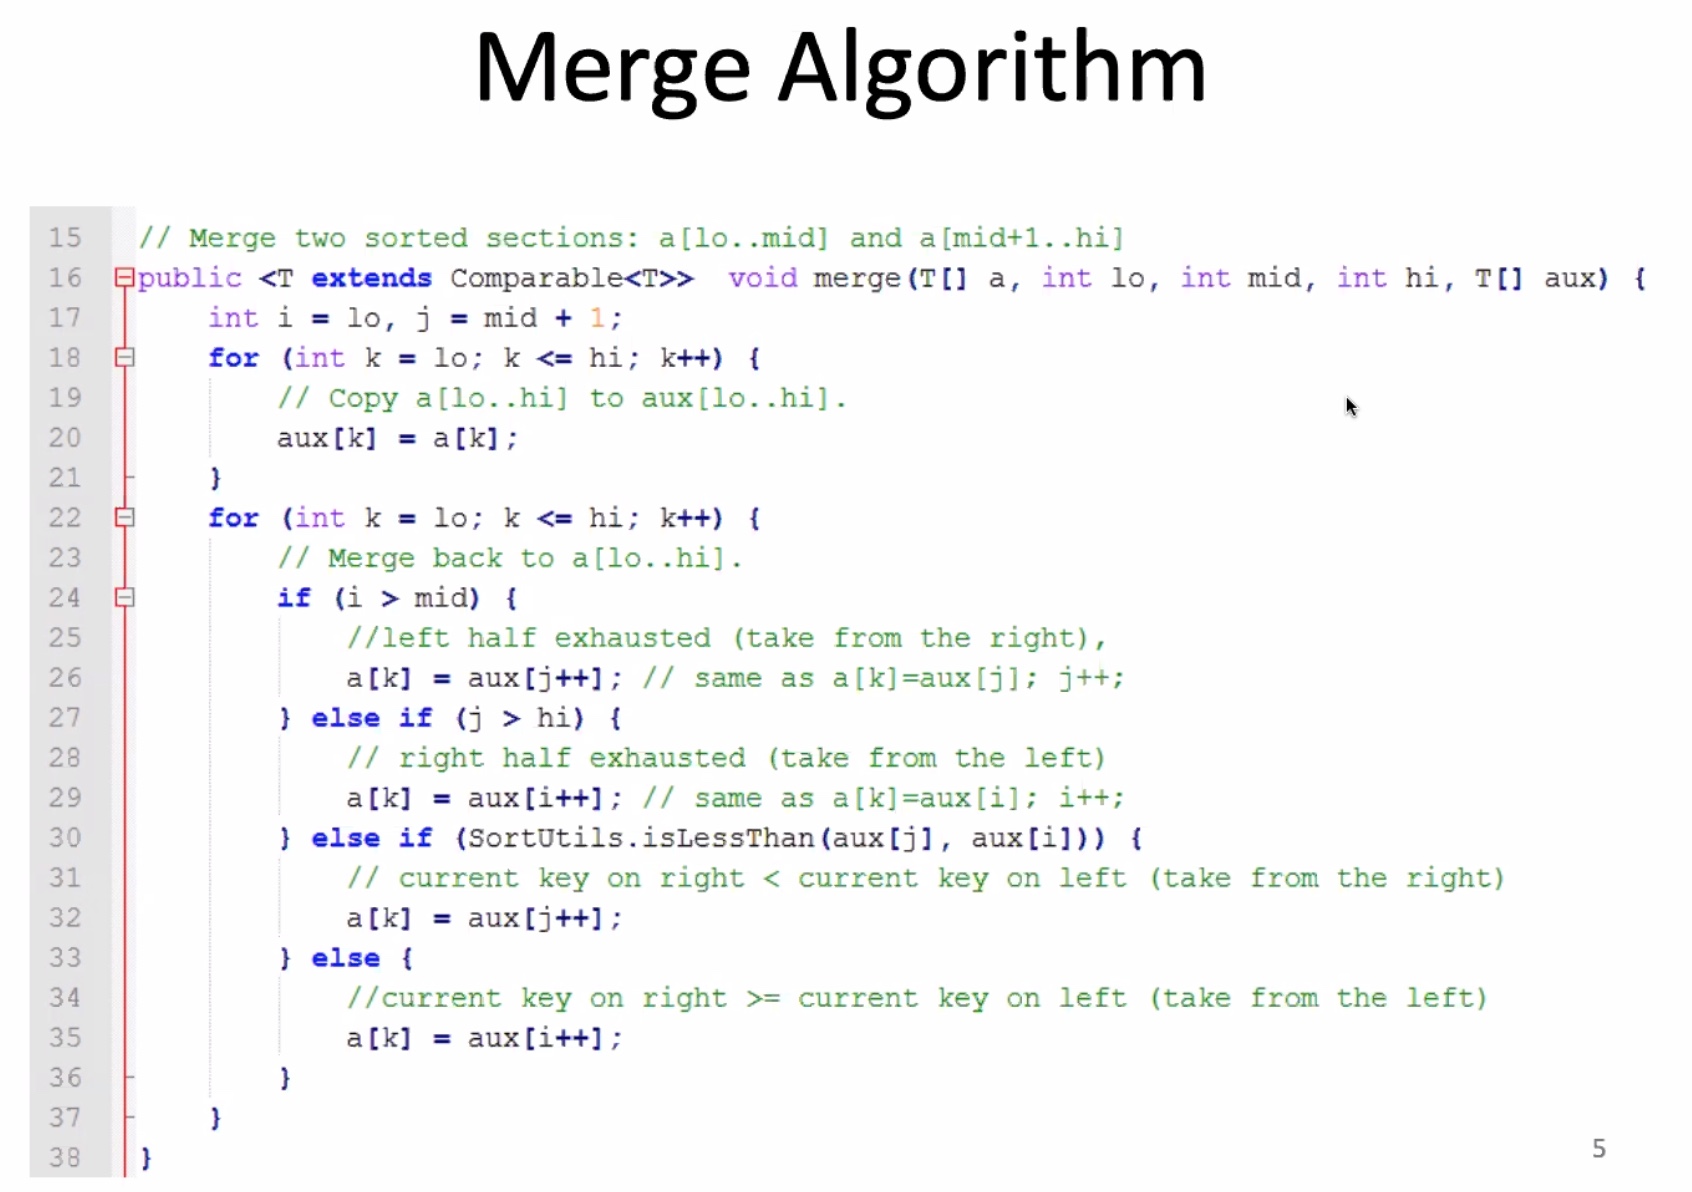 Merge Algorithm
15 // Merge two sorted sections: a[lo..mid] and a[mid+1..hi]
16 public <T extends Comparable<T>>  void merge(T[] a, int lo, int mid, int hi, T[] aux) {
17     int i = lo, j = mid + 1;
18     for (int k = lo; k <= hi; k++) {
19         // Copy a[lo..hi] to aux[lo..hi].
20         aux[k] = a[k];
21     }
22     for (int k = lo; k <= hi; k++) {
23         // Merge back to a[lo..hi].
24         if (i > mid) {
25             //left half exhausted (take from the right),
26             a[k] = aux[j++]; // same as a[k]=aux[j]; j++;
27         } else if (j > hi) {
28             // right half exhausted (take from the left)
29             a[k] = aux[i++]; // same as a[k]=aux[i]; i++;
30         } else if (SortUtils.isLessThan(aux[j], aux[i])) {
31             // current key on right < current key on left (take from the right)
32             a[k] = aux[j++];
33         } else {
34             //current key on right >= current key on left (take from the left)
35             a[k] = aux[i++];
36         }
37     }
38 }
5